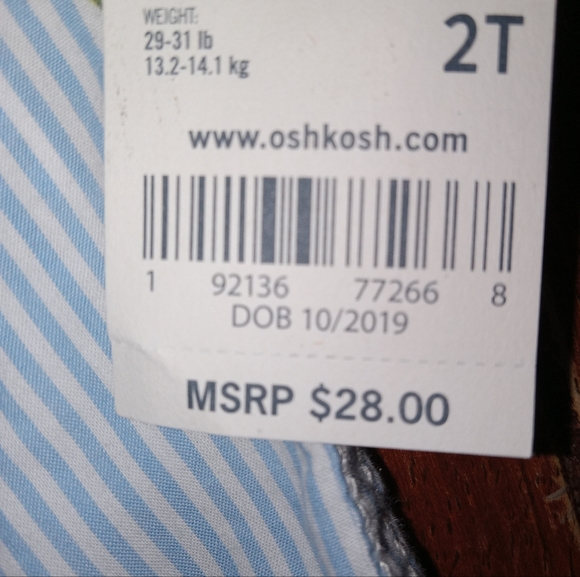 WEIGHT:
29-31 lb
13.2-14.1 kg
2T
www.oshkosh.com
1 92136 77266 8
DOB 10/2019
MSRP $28.00